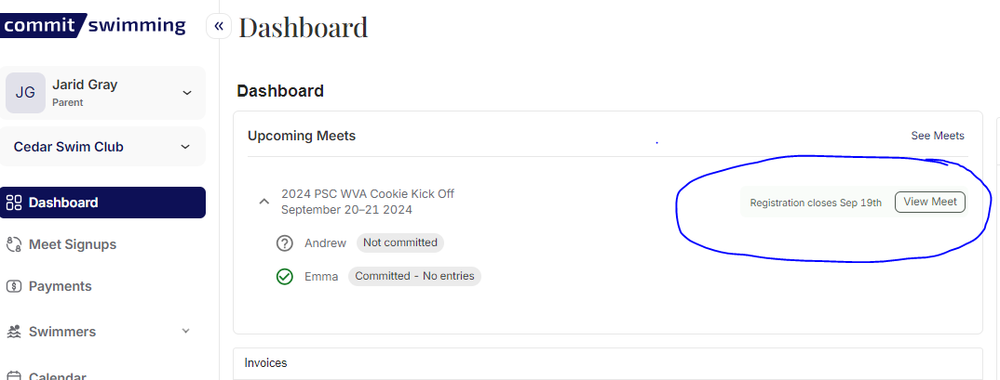 commit swimming
Dashboard
JG
Jarid Gray
Parent
Cedar Swim Club
Dashboard
Meet Signups
Payments
Swimmers
Calendar
Dashboard
Upcoming Meets
See Meets
2024 PSC WVA Cookie Kick Off
September 20–21 2024
Registration closes Sep 19th
View Meet
Andrew Not committed
Emma Committed - No entries
Invoices